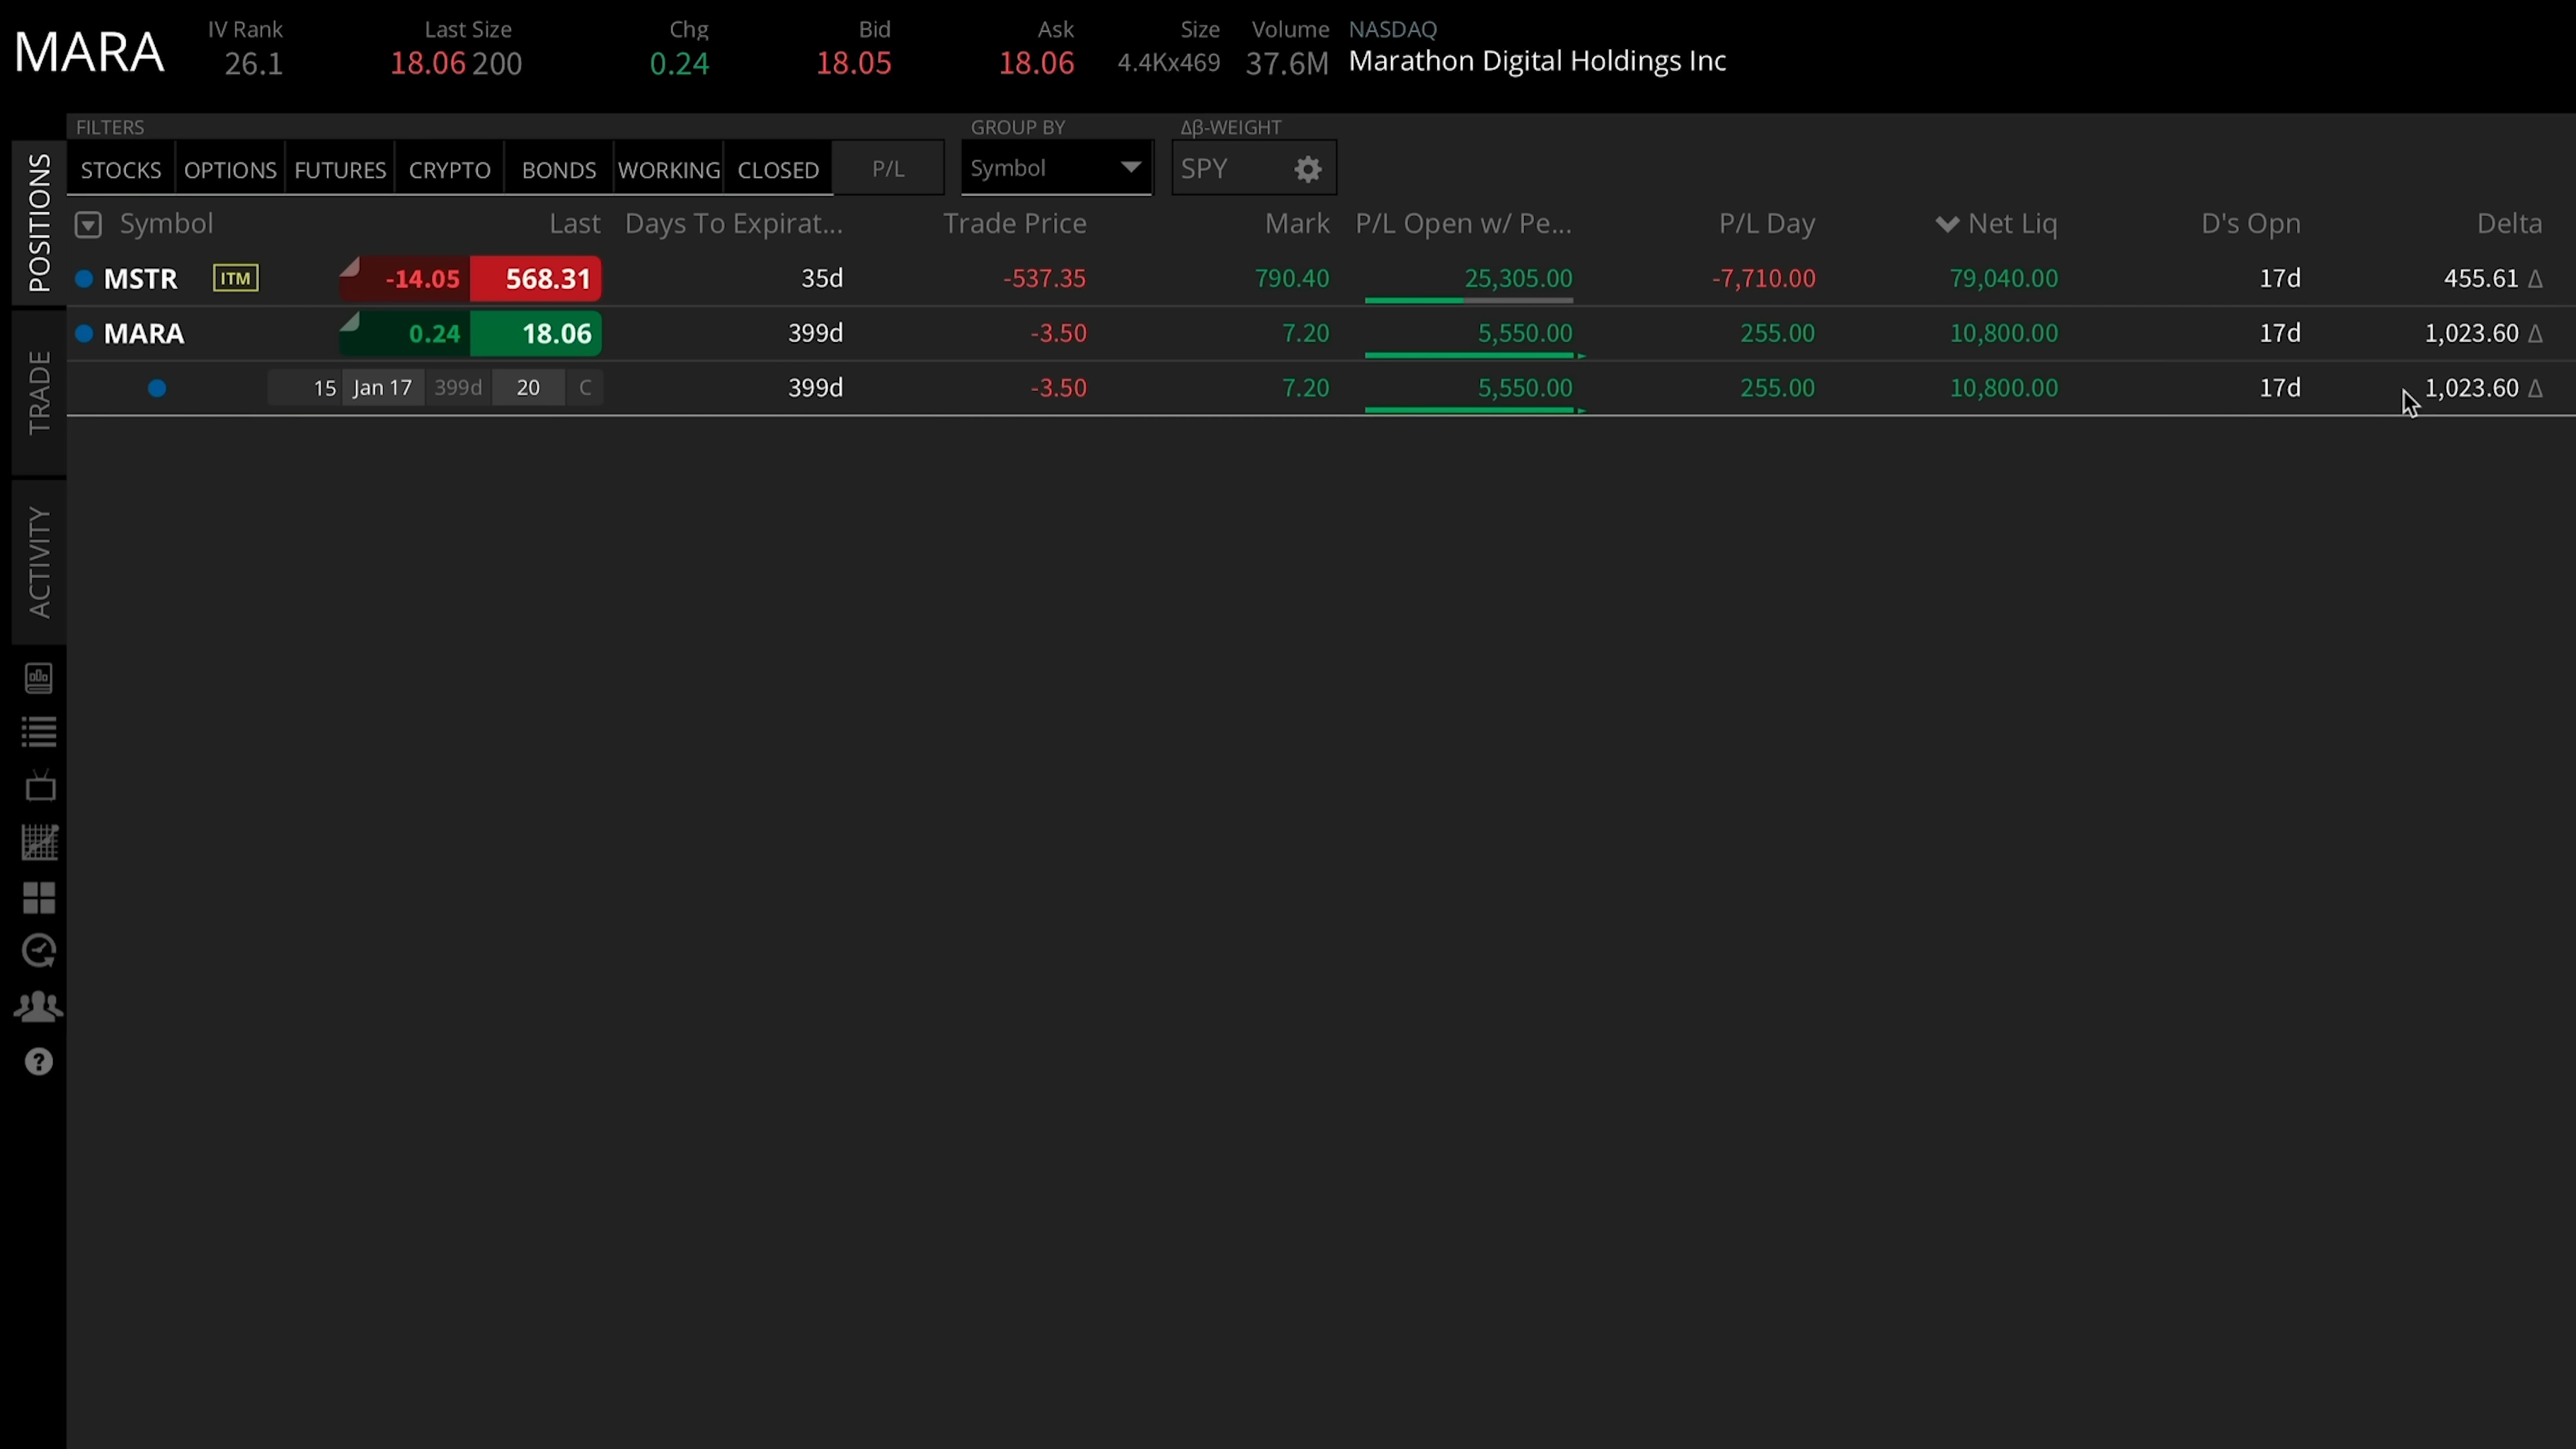 MARA IV Rank Last Size Chg Bid Ask Size Volume NASDAQ
26.1 18.06 200 0.24 18.05 18.06 4.4Kx469 37.6M Marathon Digital Holdings Inc
FILTERS GROUP BY Δβ-WEIGHT
STOCKS OPTIONS FUTURES CRYPTO BONDS WORKING CLOSED P/L Symbol SPY
Symbol Last Days To Expirat... Trade Price Mark P/L Open w/ Pe... P/L Day Net Liq D's Opn Delta
MSTR ITM -14.05 568.31 35d -537.35 790.40 25,305.00 -7,710.00 79,040.00 17d 455.61 Δ
MARA 0.24 18.06 399d -3.50 7.20 5,550.00 255.00 10,800.00 17d 1,023.60 Δ
15 Jan 17 399d 20 C 399d -3.50 7.20 5,550.00 255.00 10,800.00 17d 1,023.60 Δ
POSITIONS
TRADE
ACTIVITY
?